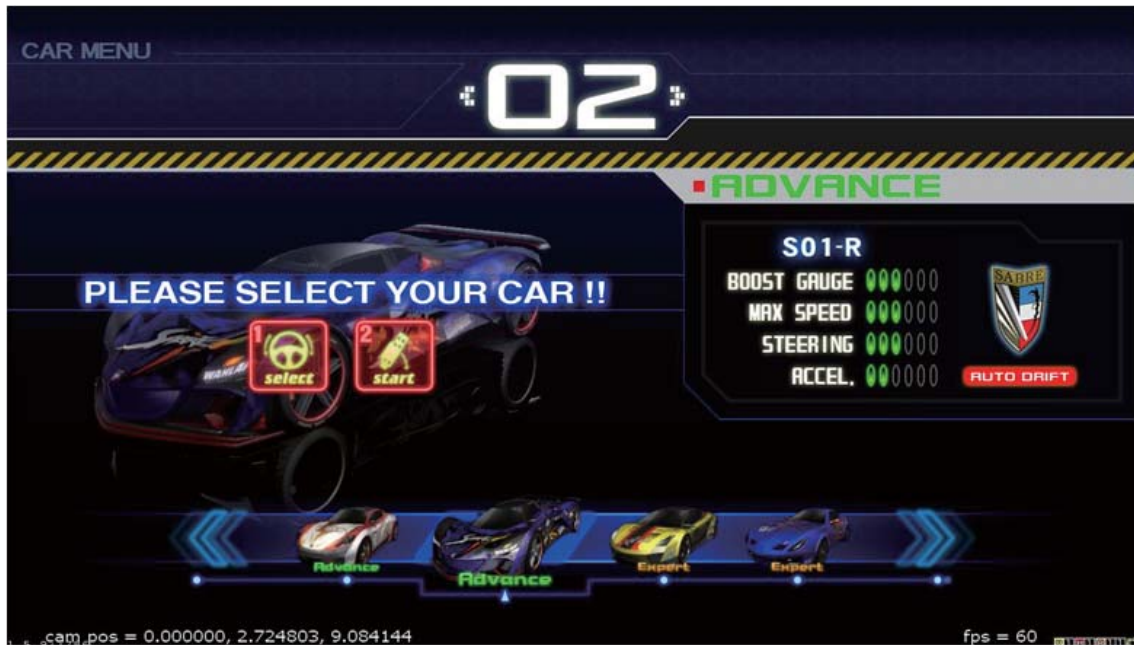 CAR MENU
02
ADVANCE
S01-R
BOOST GAUGE
MAX SPEED
STEERING
ACCEL.
SABRE
AUTO DRIFT
PLEASE SELECT YOUR CAR !!
1
select
2
start
WAHLAP
Advance
Advance
Expert
Expert
cam pos = 0.000000, 2.724803, 9.084144
fps = 60